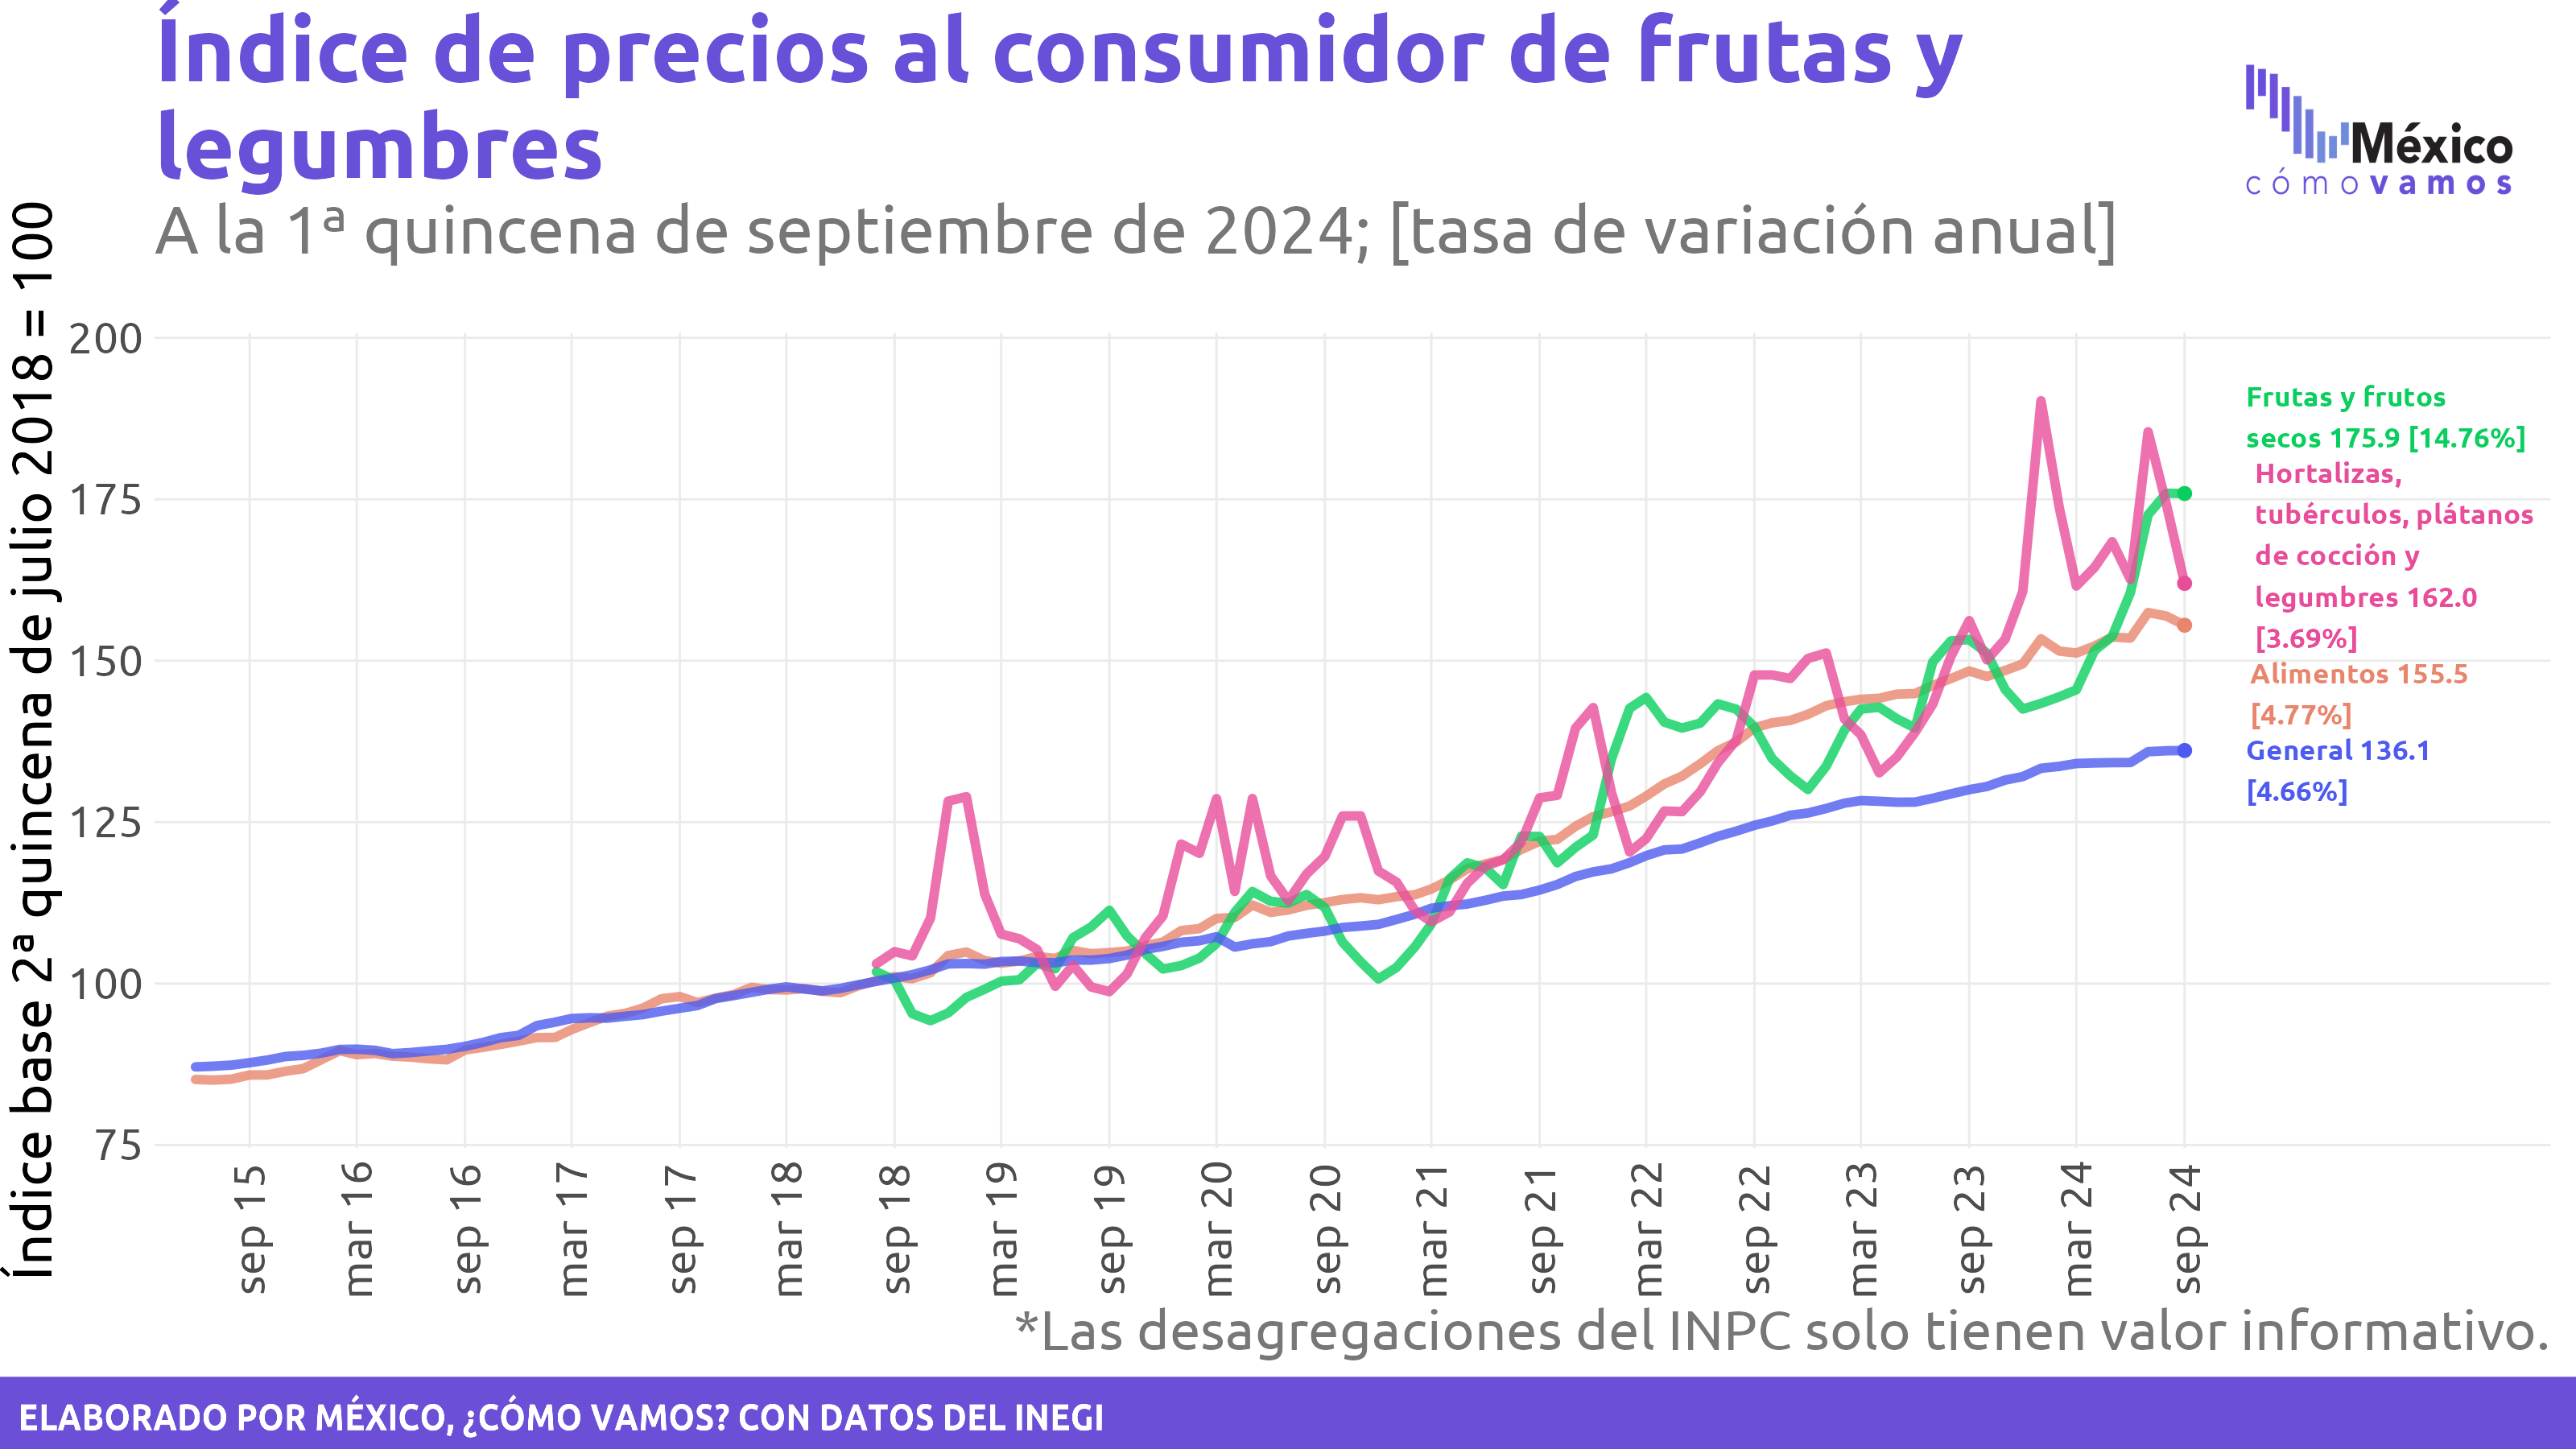 Índice de precios al consumidor de frutas y
legumbres
A la 1ª quincena de septiembre de 2024; [tasa de variación anual]
México
cómo vamos
Índice base 2ª quincena de julio 2018 = 100
200
175
150
125
100
75
Frutas y frutos
secos 175.9 [14.76%]
Hortalizas,
tubérculos, plátanos
de cocción y
legumbres 162.0
[3.69%]
Alimentos 155.5
[4.77%]
General 136.1
[4.66%]
sep 15
mar 16
sep 16
mar 17
sep 17
mar 18
sep 18
mar 19
sep 19
mar 20
sep 20
mar 21
sep 21
mar 22
sep 22
mar 23
sep 23
mar 24
sep 24
*Las desagregaciones del INPC solo tienen valor informativo.
ELABORADO POR MÉXICO, ¿CÓMO VAMOS? CON DATOS DEL INEGI